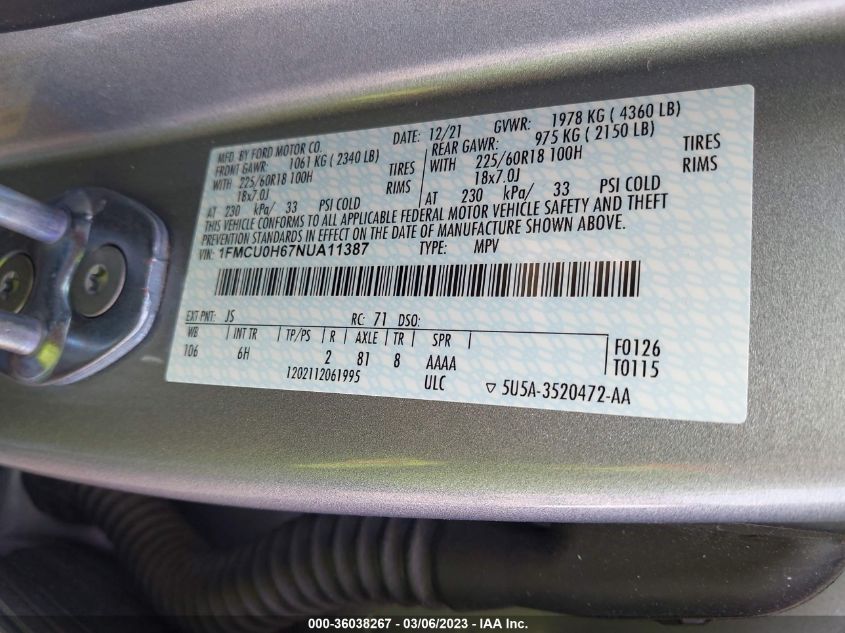 MFD. BY FORD MOTOR CO. DATE: 12/21 GVWR: 1978 KG ( 4360 LB)
FRONT GAWR: 1061 KG ( 2340 LB) REAR GAWR: 975 KG ( 2150 LB)
WITH 225/60R18 100H TIRES WITH 225/60R18 100H TIRES
18x7.0J RIMS 18x7.0J RIMS
AT 230 kPa/ 33 PSI COLD AT 230 kPa/ 33 PSI COLD
THIS VEHICLE CONFORMS TO ALL APPLICABLE FEDERAL MOTOR VEHICLE SAFETY AND THEFT
PREVENTION STANDARDS IN EFFECT ON THE DATE OF MANUFACTURE SHOWN ABOVE.
VIN: 1FMCU0H67NUA11387 TYPE: MPV
EXT PNT: JS RC: 71 DSO:
WB INT TR TP/PS R AXLE TR SPR F0126
106 6H 2 81 8 AAAA T0115
1202112061995 ULC ▽ 5U5A-3520472-AA
000-36038267 — 03/06/2023 — IAA Inc.